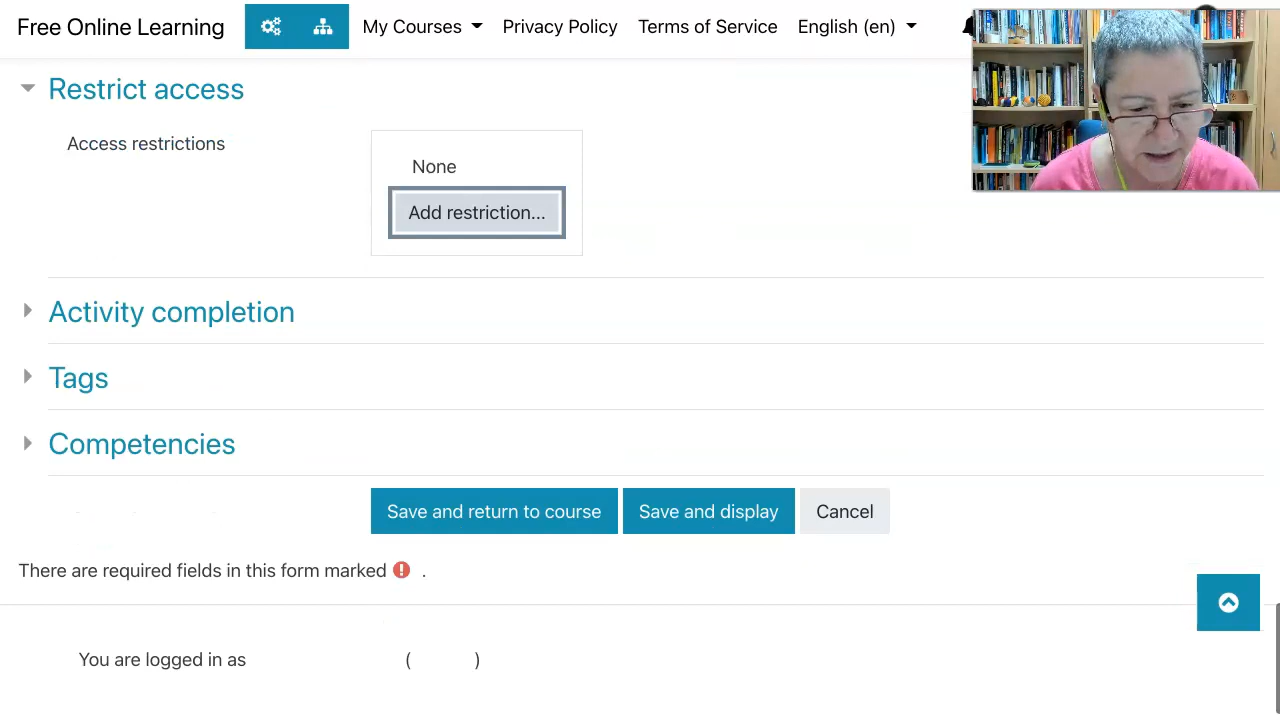 Free Online Learning My Courses Privacy Policy Terms of Service English (en)
Restrict access
Access restrictions
None
Add restriction...
Activity completion
Tags
Competencies
Save and return to course Save and display Cancel
There are required fields in this form marked .
You are logged in as ( )